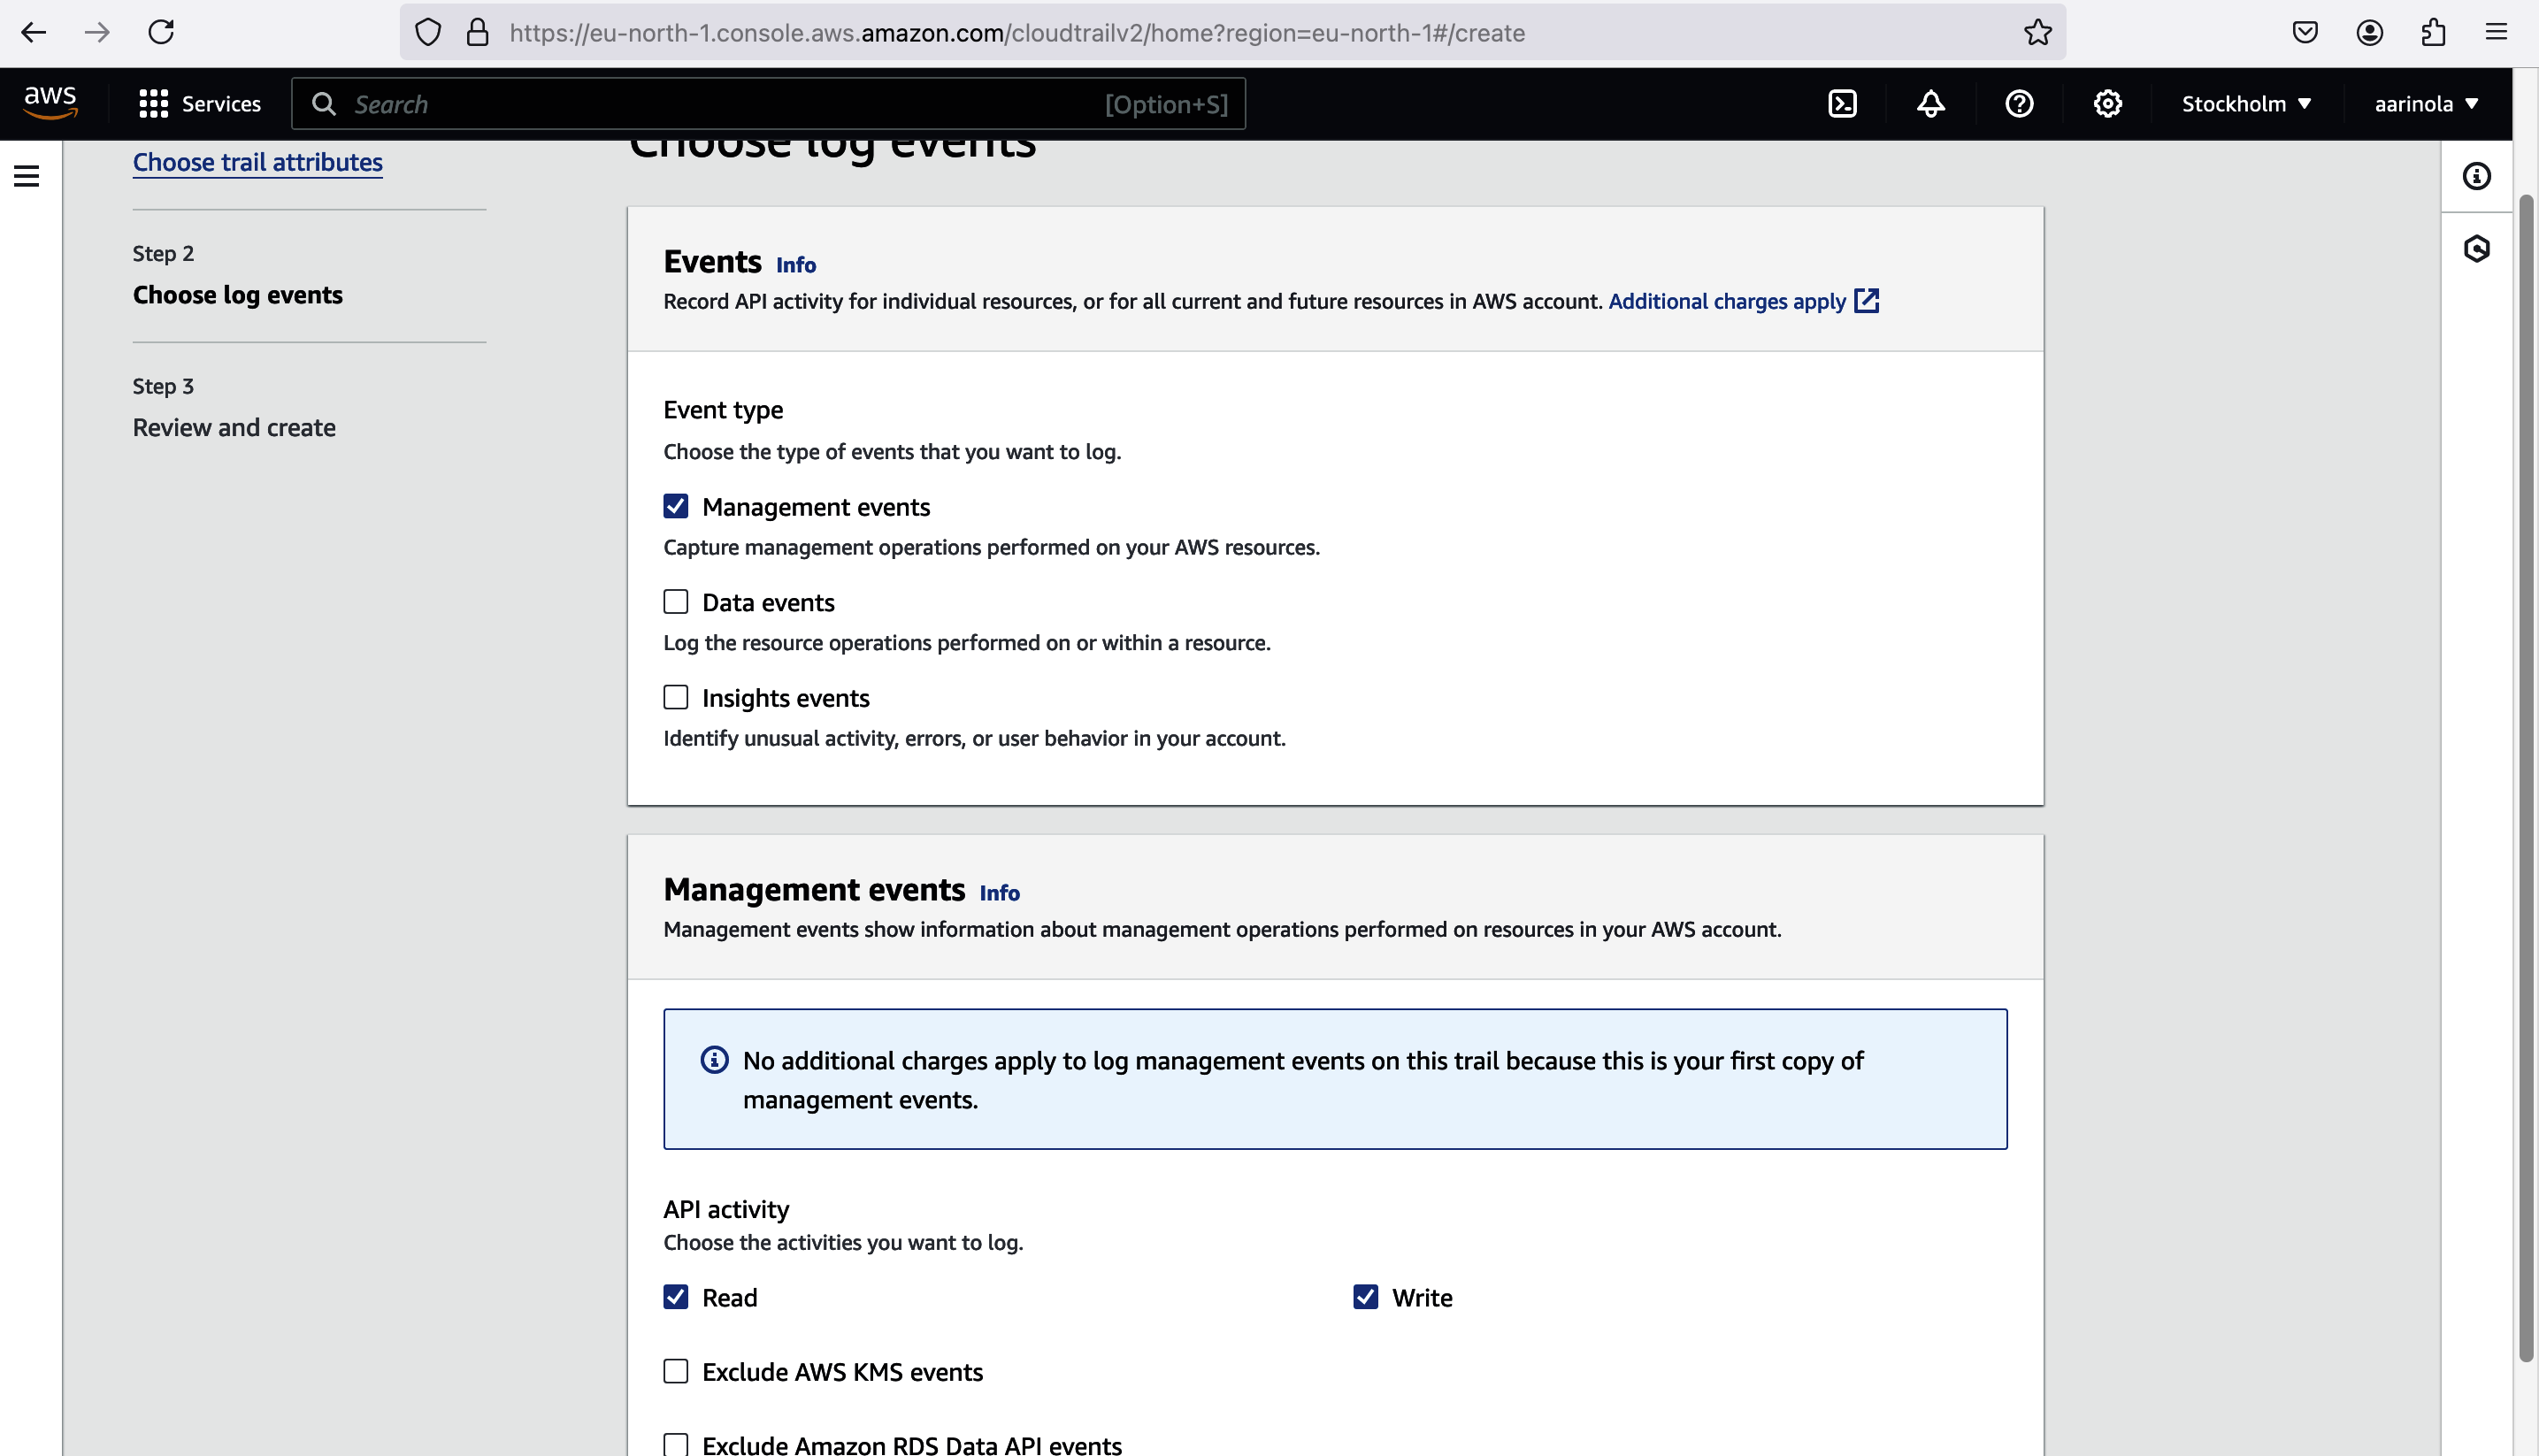 https://eu-north-1.console.aws.amazon.com/cloudtrailv2/home?region=eu-north-1#/create
aws
Services
Search
[Option+S]
Stockholm
aarinola
Choose trail attributes
Step 2
Choose log events
Step 3
Review and create
Choose log events
Events Info
Record API activity for individual resources, or for all current and future resources in AWS account. Additional charges apply
Event type
Choose the type of events that you want to log.
Management events
Capture management operations performed on your AWS resources.
Data events
Log the resource operations performed on or within a resource.
Insights events
Identify unusual activity, errors, or user behavior in your account.
Management events Info
Management events show information about management operations performed on resources in your AWS account.
No additional charges apply to log management events on this trail because this is your first copy of
management events.
API activity
Choose the activities you want to log.
Read
Write
Exclude AWS KMS events
Exclude Amazon RDS Data API events